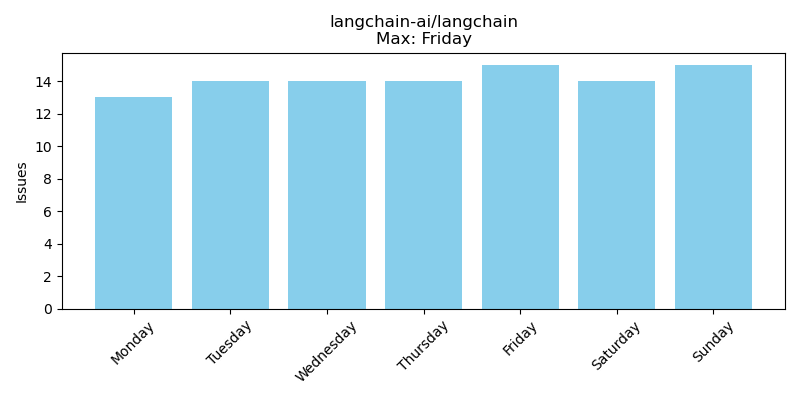 langchain-ai/langchain
Max: Friday
Issues
14
12
10
8
6
4
2
0
Monday
Tuesday
Wednesday
Thursday
Friday
Saturday
Sunday